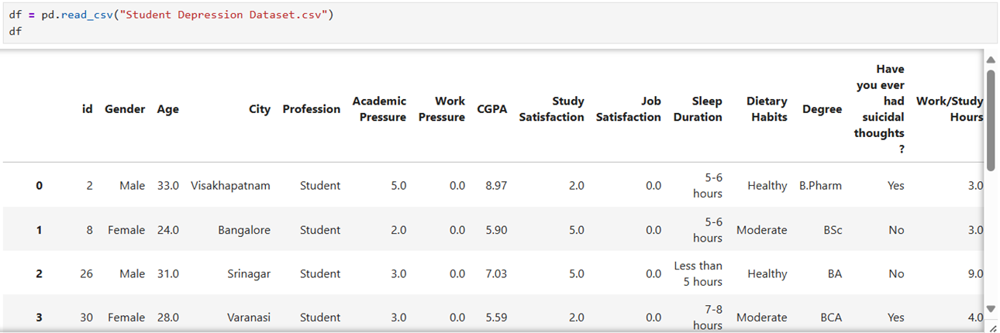 df = pd.read_csv("Student Depression Dataset.csv")
df
id Gender Age City Profession Academic Pressure Work Pressure CGPA Study Satisfaction Job Satisfaction Sleep Duration Dietary Habits Degree Have you ever had suicidal thoughts ? Work/Study Hours
0 2 Male 33.0 Visakhapatnam Student 5.0 0.0 8.97 2.0 0.0 5-6 hours Healthy B.Pharm Yes 3.0
1 8 Female 24.0 Bangalore Student 2.0 0.0 5.90 5.0 0.0 5-6 hours Moderate BSc No 3.0
2 26 Male 31.0 Srinagar Student 3.0 0.0 7.03 5.0 0.0 Less than 5 hours Healthy BA No 9.0
3 30 Female 28.0 Varanasi Student 3.0 0.0 5.59 2.0 0.0 7-8 hours Moderate BCA Yes 4.0